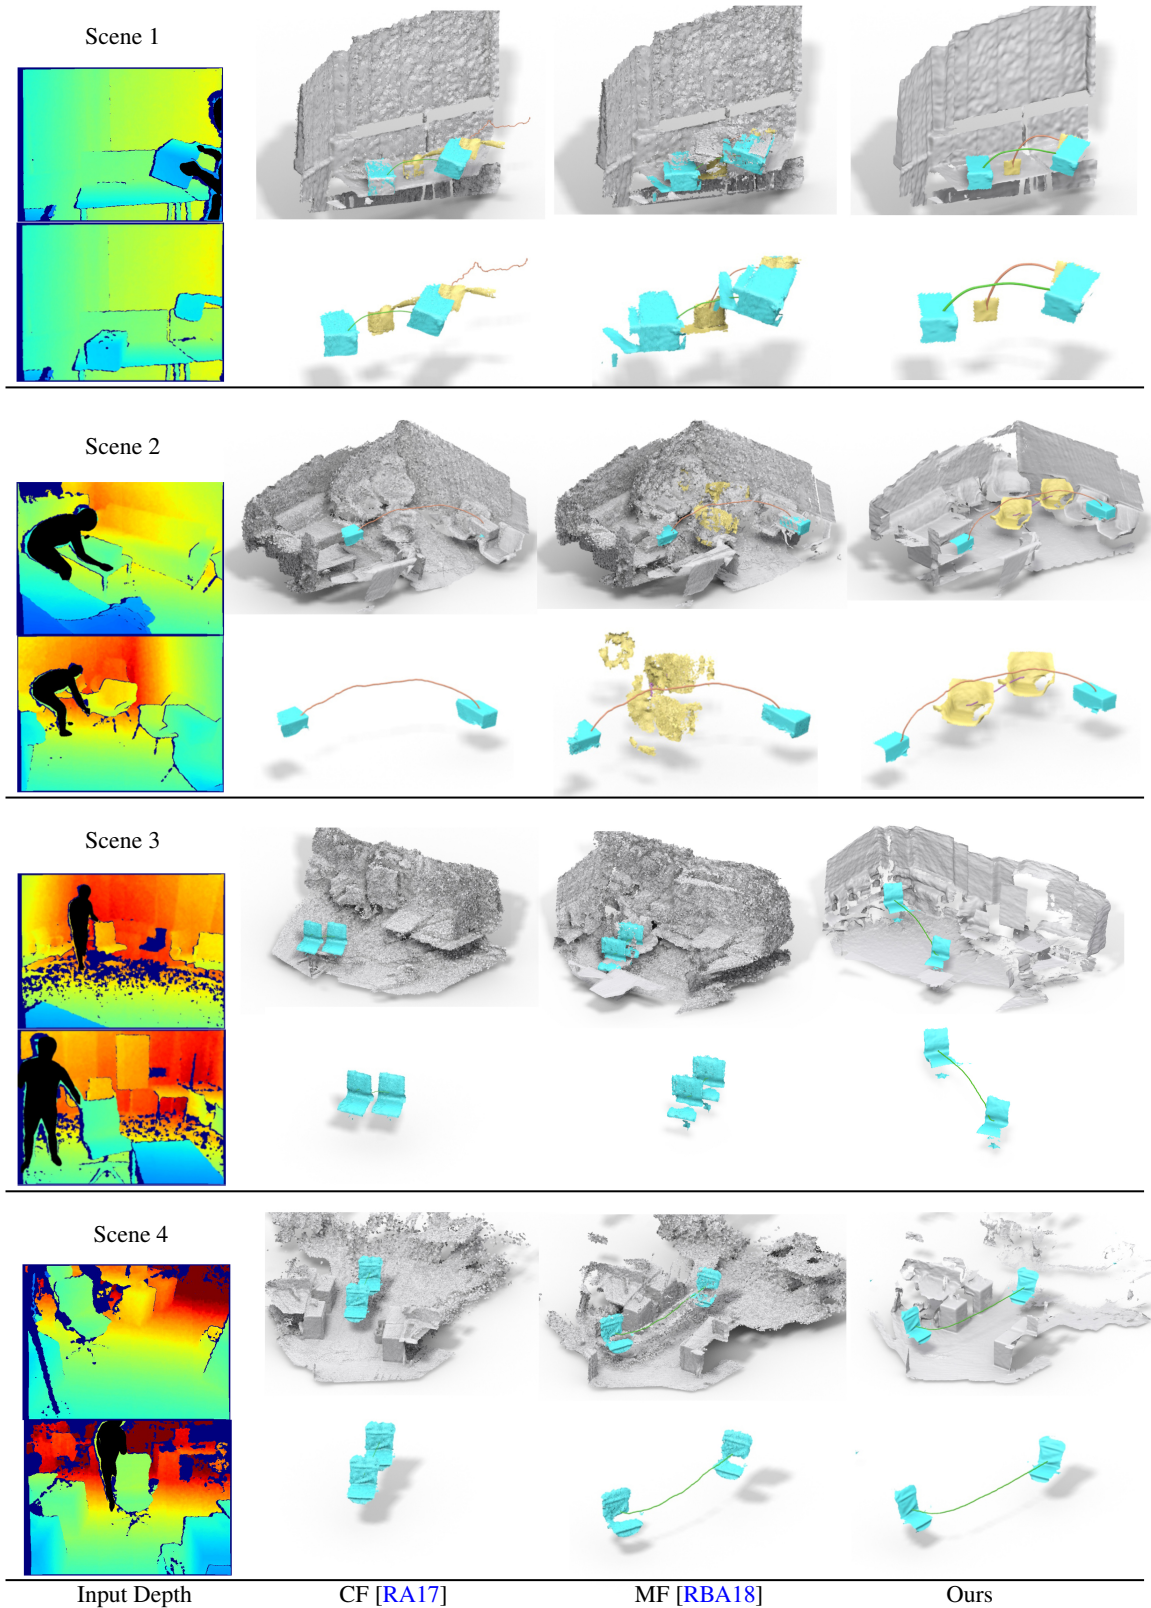 Scene 1
Scene 2
Scene 3
Scene 4
Input Depth CF [RA17] MF [RBA18] Ours